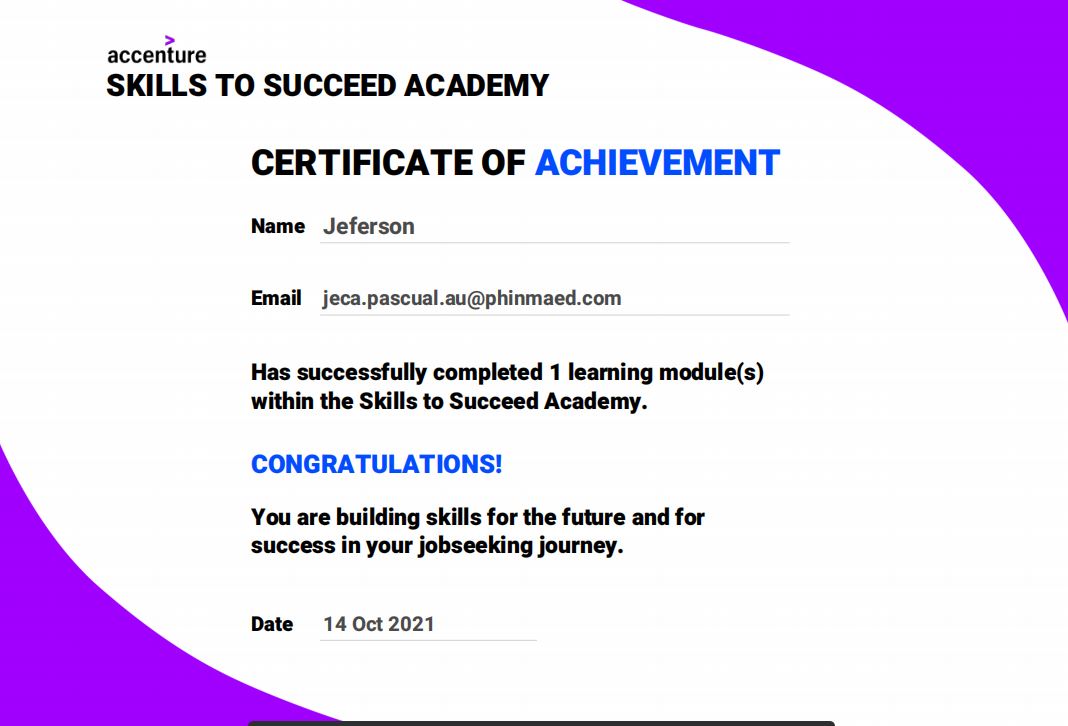 accenture
SKILLS TO SUCCEED ACADEMY
CERTIFICATE OF ACHIEVEMENT
Name Jeferson
Email jeca.pascual.au@phinmaed.com
Has successfully completed 1 learning module(s)
within the Skills to Succeed Academy.
CONGRATULATIONS!
You are building skills for the future and for
success in your jobseeking journey.
Date 14 Oct 2021